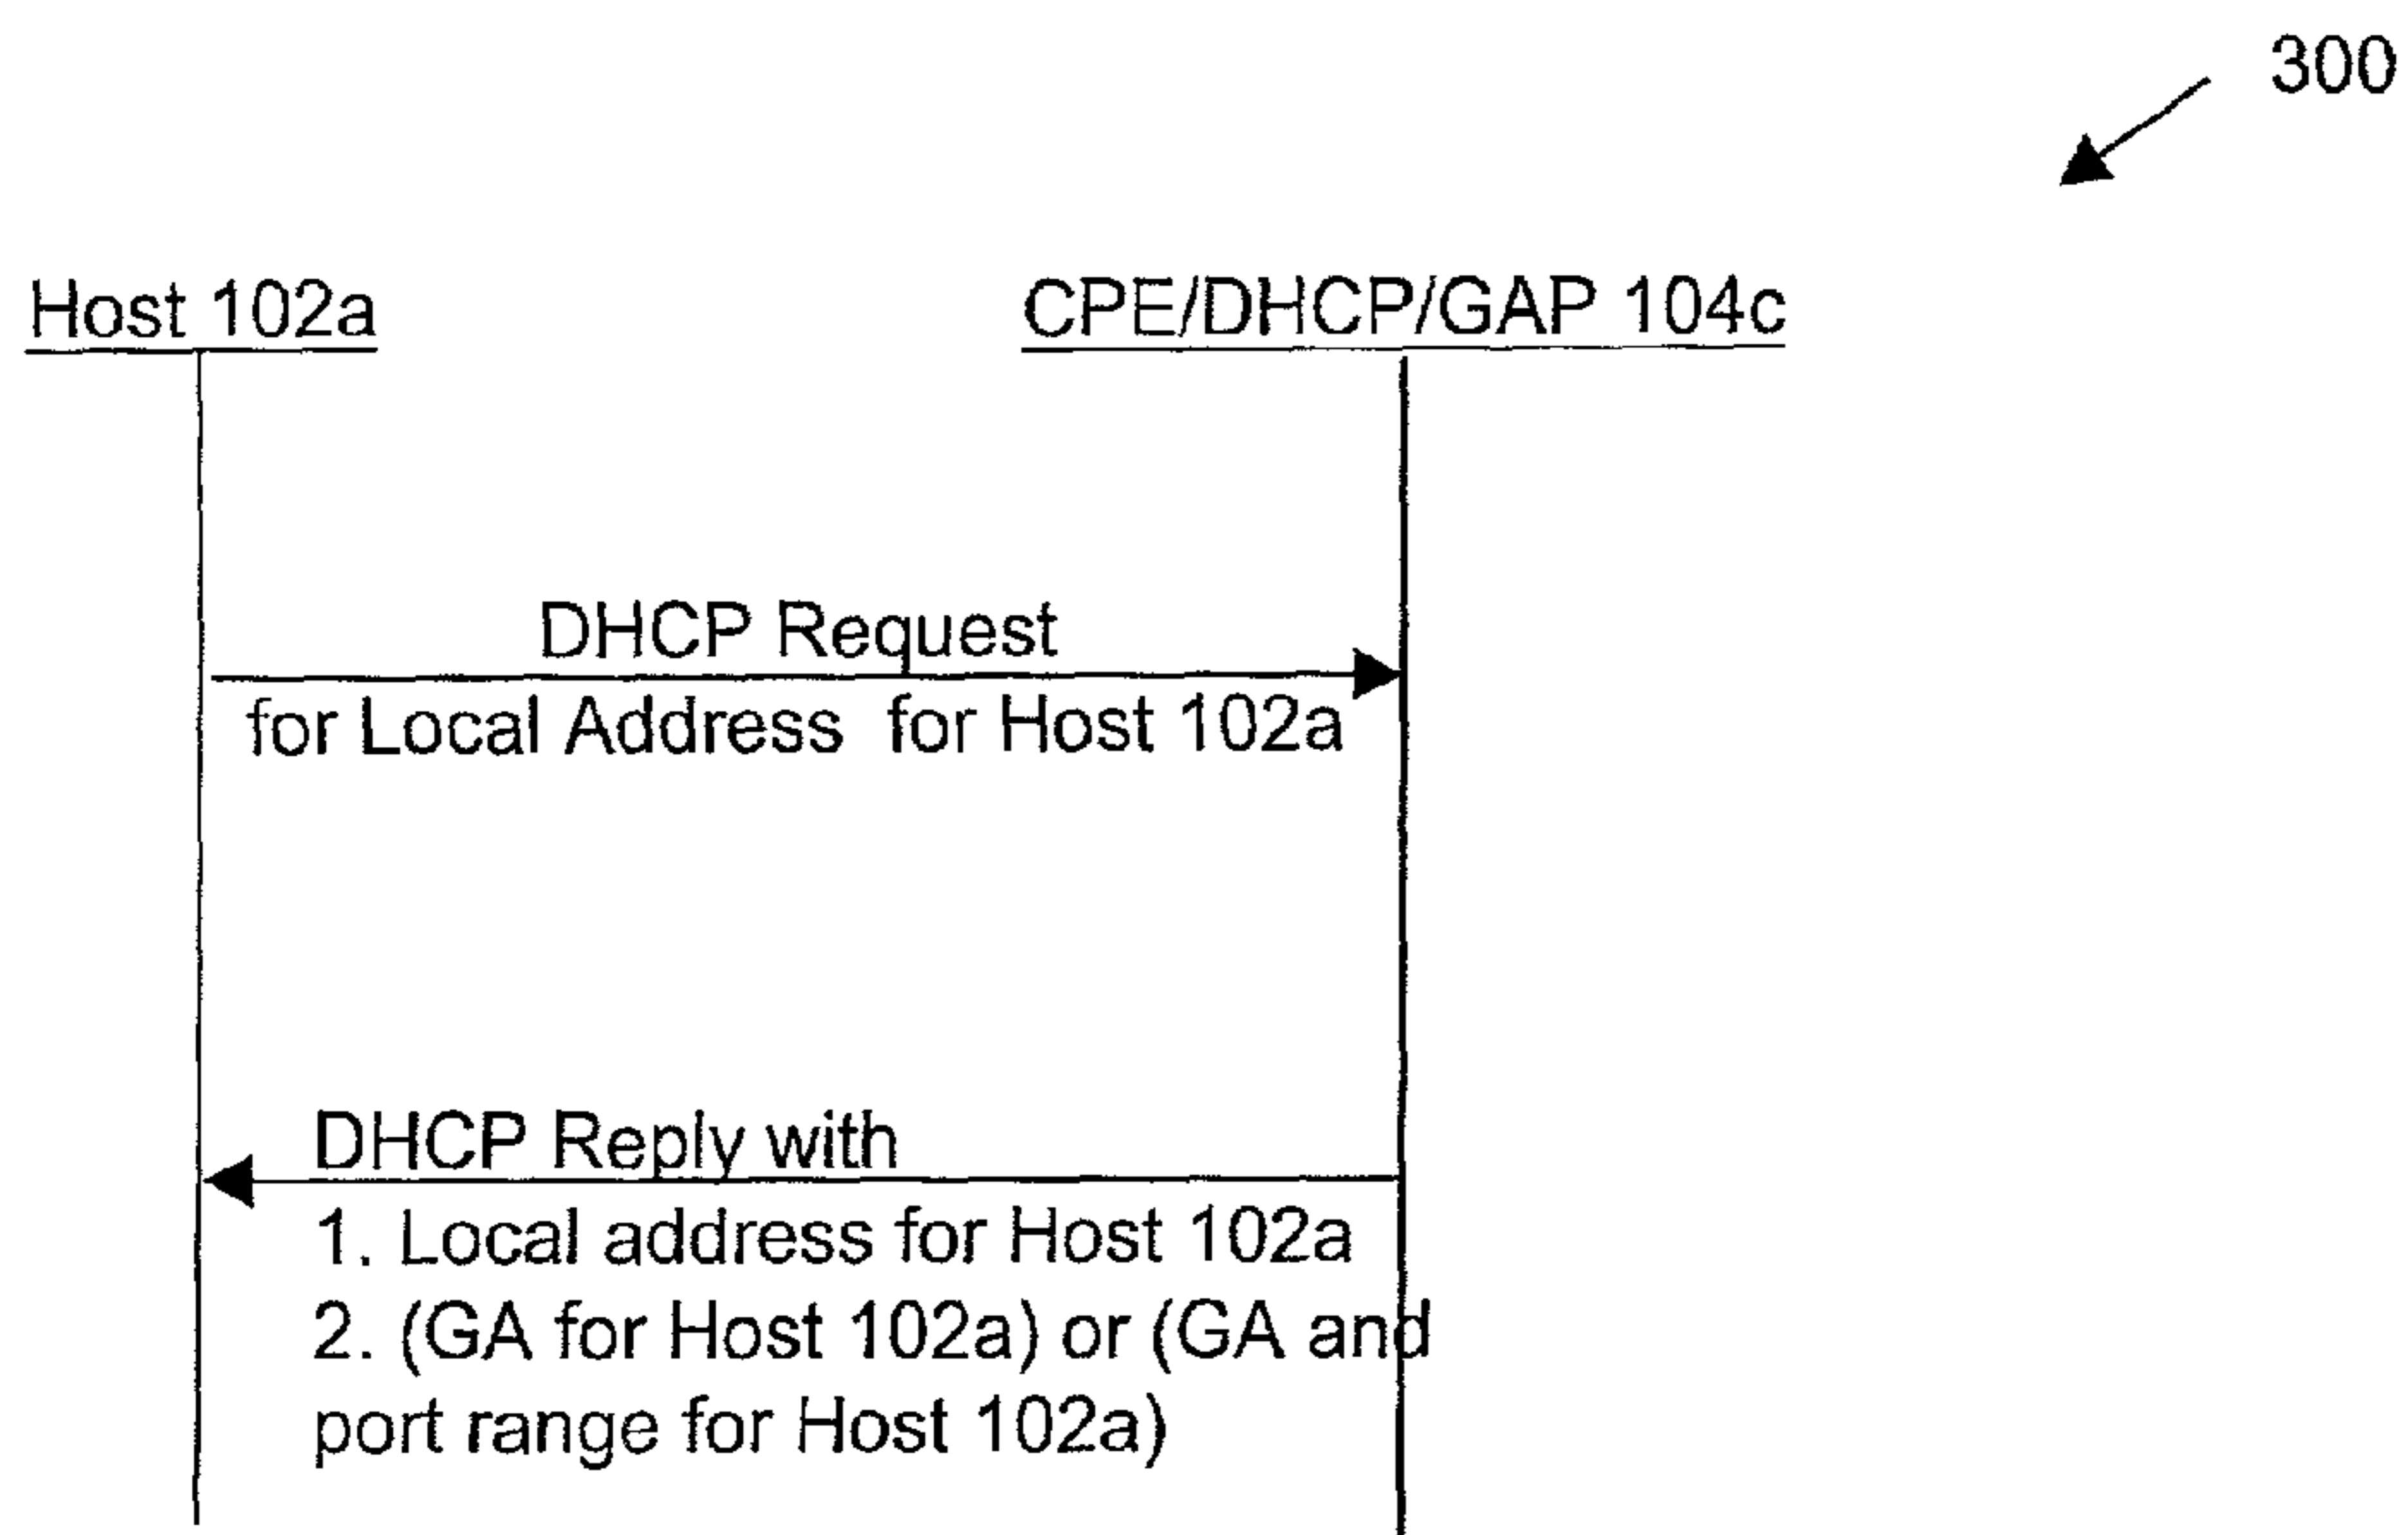 300
Host 102a
CPE/DHCP/GAP 104c
DHCP Request
for Local Address for Host 102a
DHCP Reply with
1. Local address for Host 102a
2. (GA for Host 102a) or (GA and
port range for Host 102a)